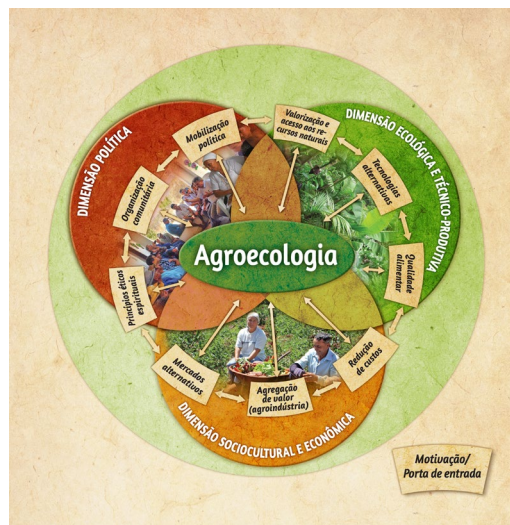 DIMENSÃO POLÍTICA
DIMENSÃO ECOLÓGICA E TÉCNICO-PRODUTIVA
Mobilização
política
Valorização e
acesso aos re-
cursos naturais
Tecnologias
alternativas
Organização
comunitária
Agroecologia
Qualidade
alimentar
Princípios éticos
espirituais
Mercados
alternativos
Agregação
de valor
(agroindústria)
Redução
de custos
DIMENSÃO SOCIOCULTURAL E ECONÔMICA
Motivação/
Porta de entrada